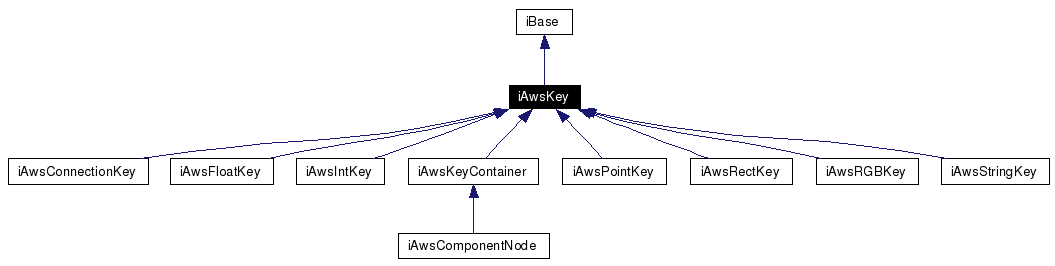 iBase
iAwsKey
iAwsConnectionKey
iAwsFloatKey
iAwsIntKey
iAwsKeyContainer
iAwsPointKey
iAwsRectKey
iAwsRGBKey
iAwsStringKey
iAwsComponentNode